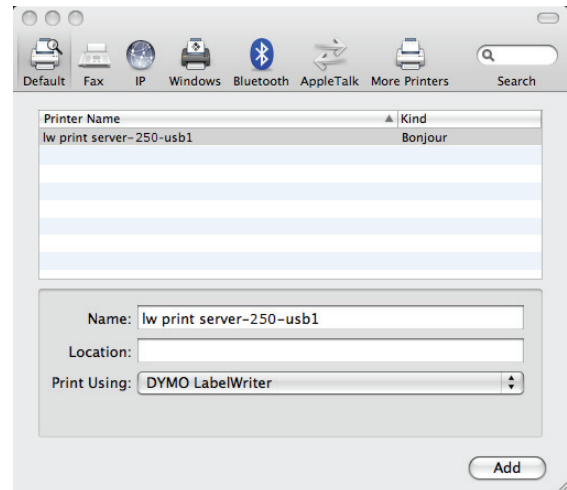 Default Fax IP Windows Bluetooth AppleTalk More Printers Search
Printer Name Kind
lw print server-250-usb1 Bonjour
Name: lw print server-250-usb1
Location:
Print Using: DYMO LabelWriter
Add